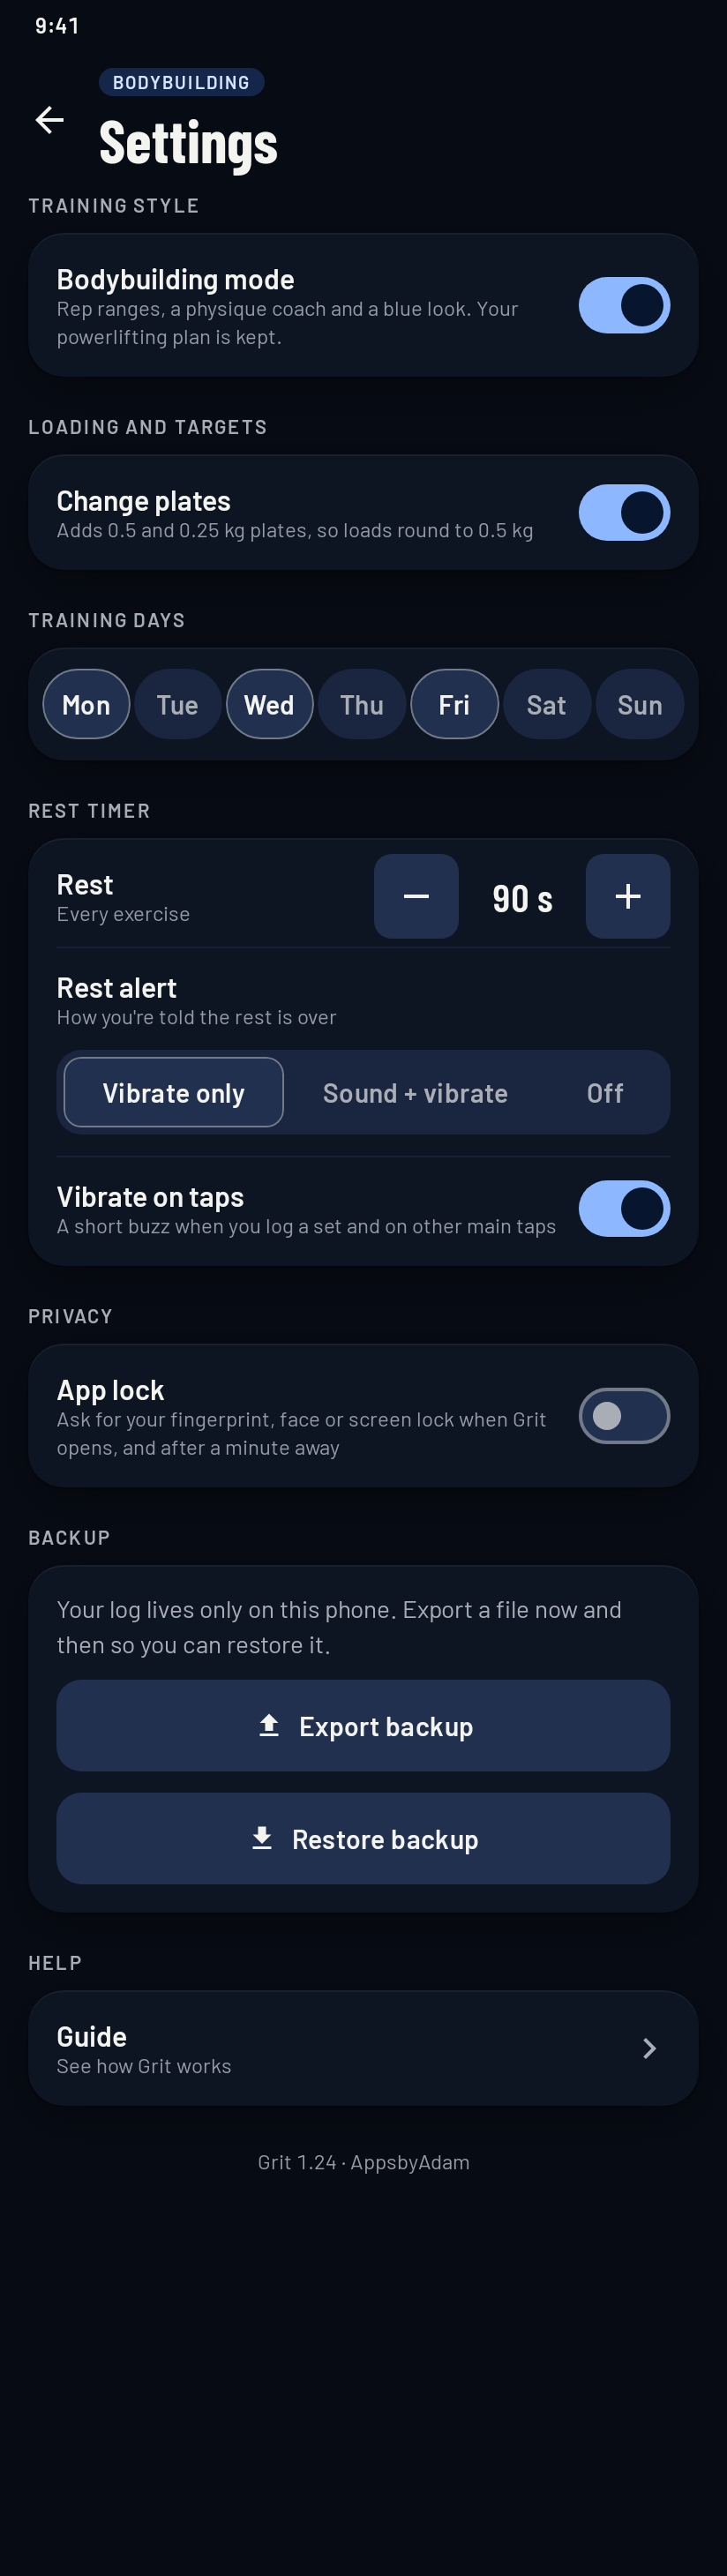 9:41
BODYBUILDING
Settings
TRAINING STYLE
Bodybuilding mode
Rep ranges, a physique coach and a blue look. Your
powerlifting plan is kept.
LOADING AND TARGETS
Change plates
Adds 0.5 and 0.25 kg plates, so loads round to 0.5 kg
TRAINING DAYS
Mon Tue Wed Thu Fri Sat Sun
REST TIMER
Rest
Every exercise
90 s
Rest alert
How you're told the rest is over
Vibrate only Sound + vibrate Off
Vibrate on taps
A short buzz when you log a set and on other main taps
PRIVACY
App lock
Ask for your fingerprint, face or screen lock when Grit
opens, and after a minute away
BACKUP
Your log lives only on this phone. Export a file now and
then so you can restore it.
Export backup
Restore backup
HELP
Guide
See how Grit works
Grit 1.24 · AppsbyAdam